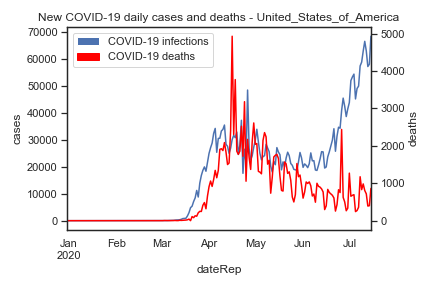 New COVID-19 daily cases and deaths - United_States_of_America
COVID-19 infections
COVID-19 deaths
70000
60000
50000
40000
30000
20000
10000
0
cases
5000
4000
3000
2000
1000
0
deaths
Jan Feb Mar Apr May Jun Jul
2020
dateRep